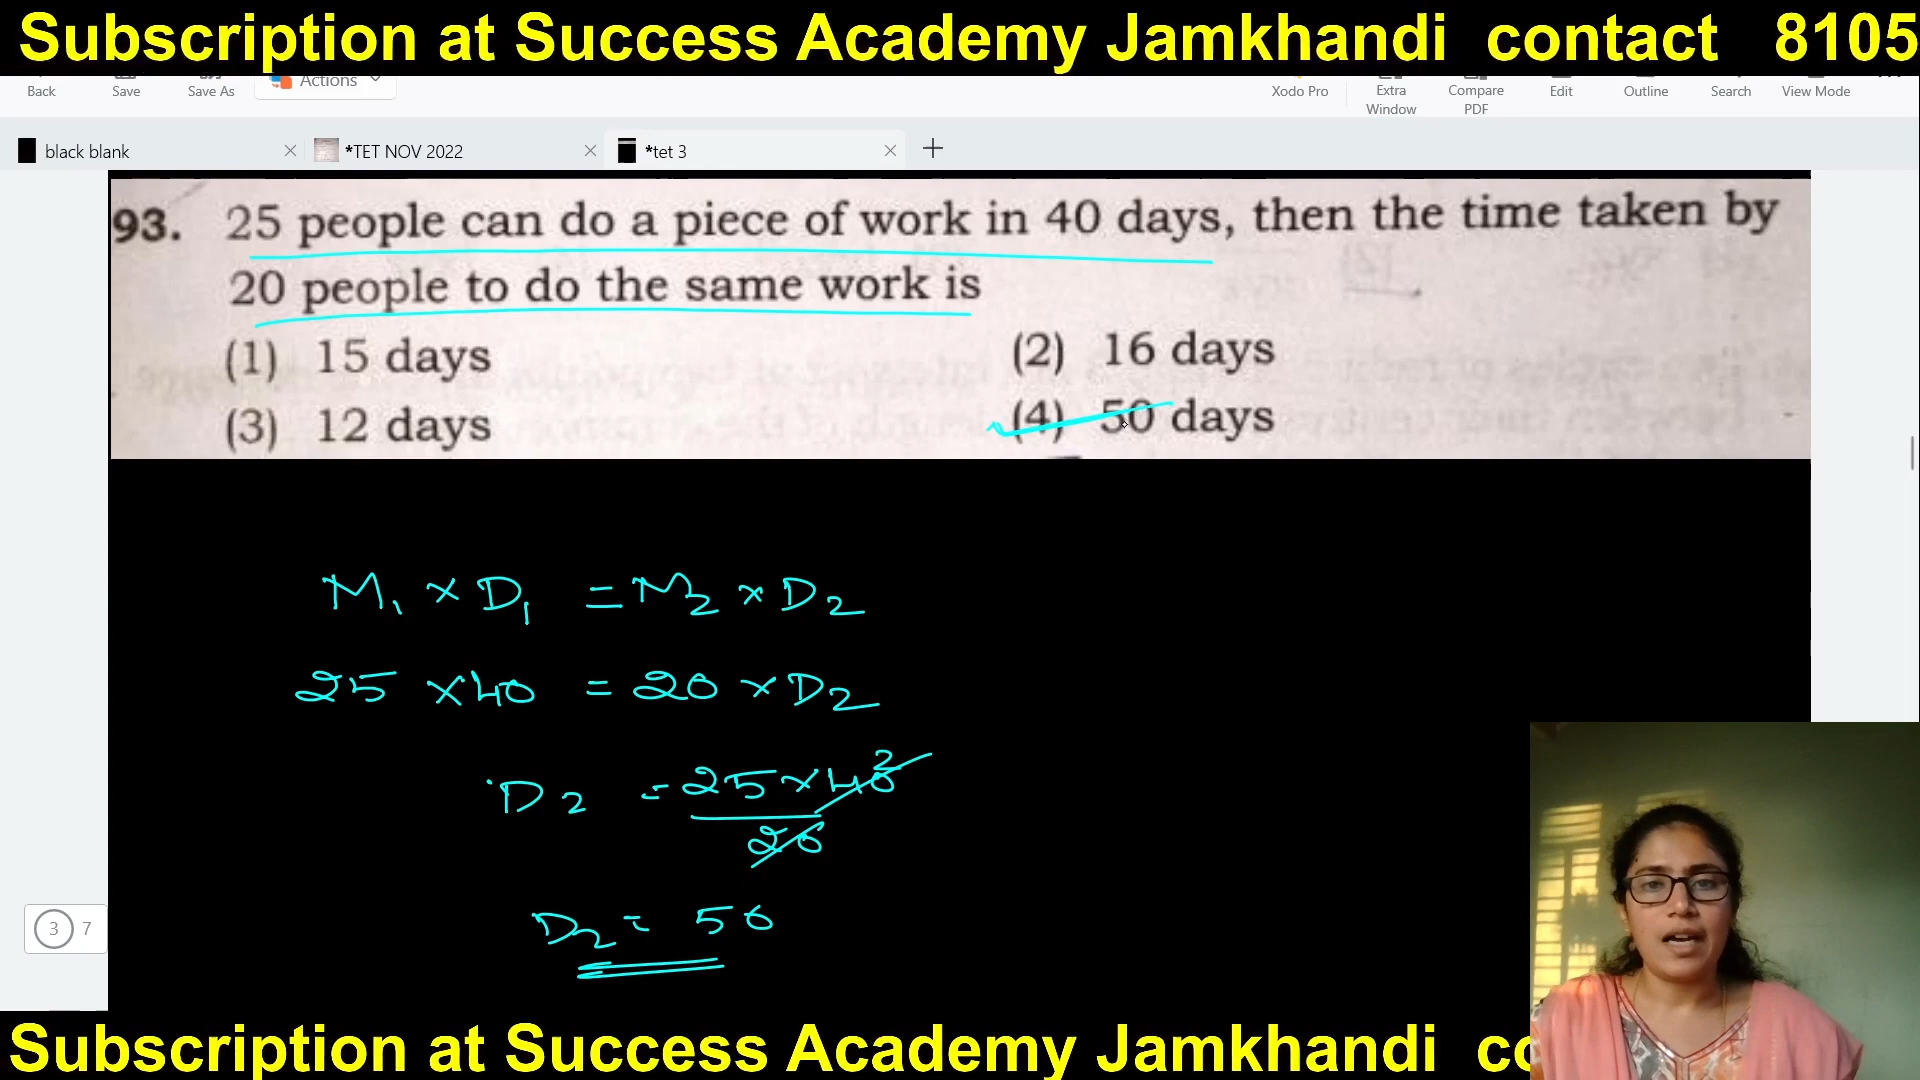 Subscription at Success Academy Jamkhandi contact 8105
Back Save Save As Actions Xodo Pro Extra Window Compare PDF Edit Outline Search View Mode
black blank *TET NOV 2022 *tet 3
93. 25 people can do a piece of work in 40 days, then the time taken by
20 people to do the same work is
(1) 15 days (2) 16 days
(3) 12 days (4) 50 days
M₁ × D₁ = M₂ × D₂
25 × 40 = 20 × D₂
D₂ = 25 × 40 2
20
D₂ = 50
3 7
Subscription at Success Academy Jamkhandi